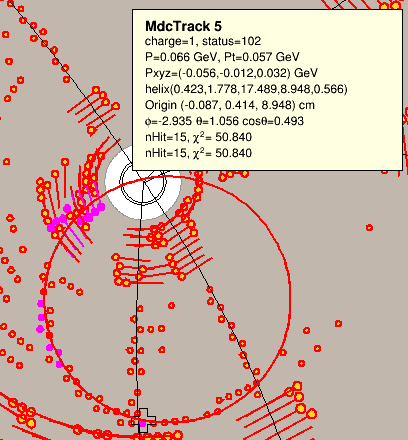 MdcTrack 5
charge=1, status=102
P=0.066 GeV, Pt=0.057 GeV
Pxyz=(-0.056,-0.012,0.032) GeV
helix(0.423,1.778,17.489,8.948,0.566)
Origin (-0.087, 0.414, 8.948) cm
ϕ=-2.935 θ=1.056 cosθ=0.493
nHit=15, χ²= 50.840
nHit=15, χ²= 50.840